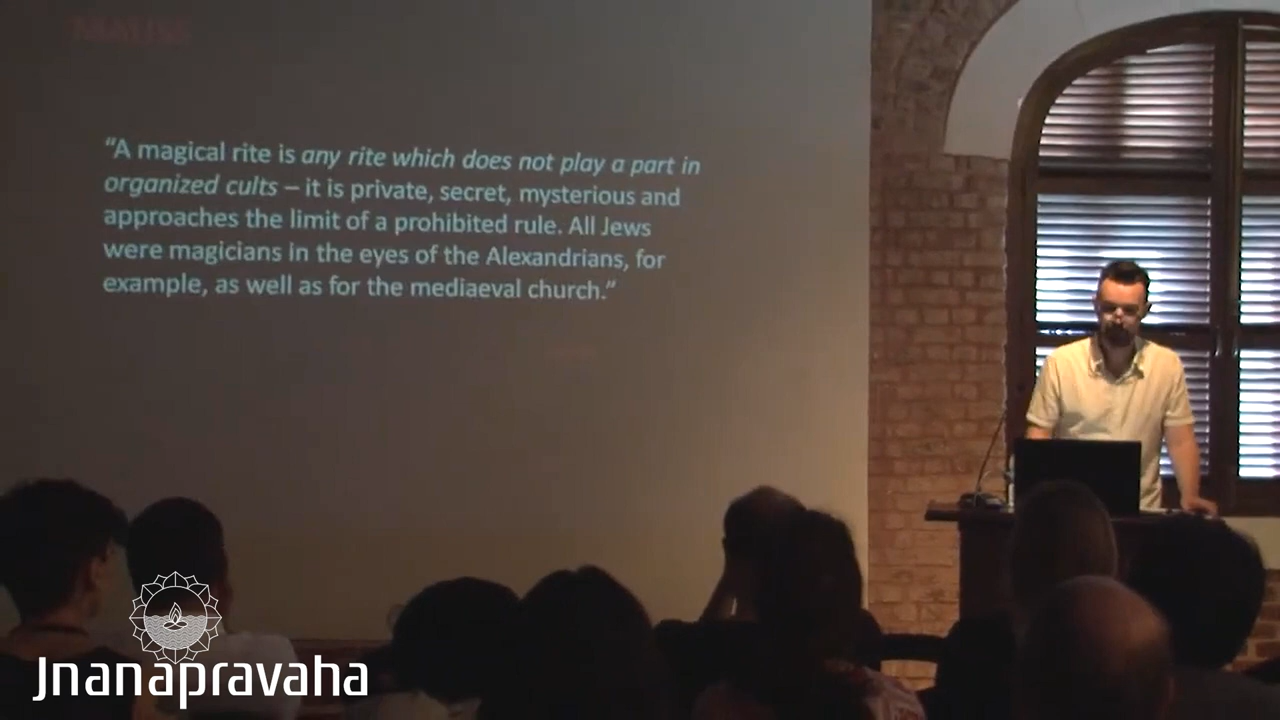 “A magical rite is any rite which does not play a part in
organized cults – it is private, secret, mysterious and
approaches the limit of a prohibited rule. All Jews
were magicians in the eyes of the Alexandrians, for
example, as well as for the mediaeval church.”
Jnanapravaha